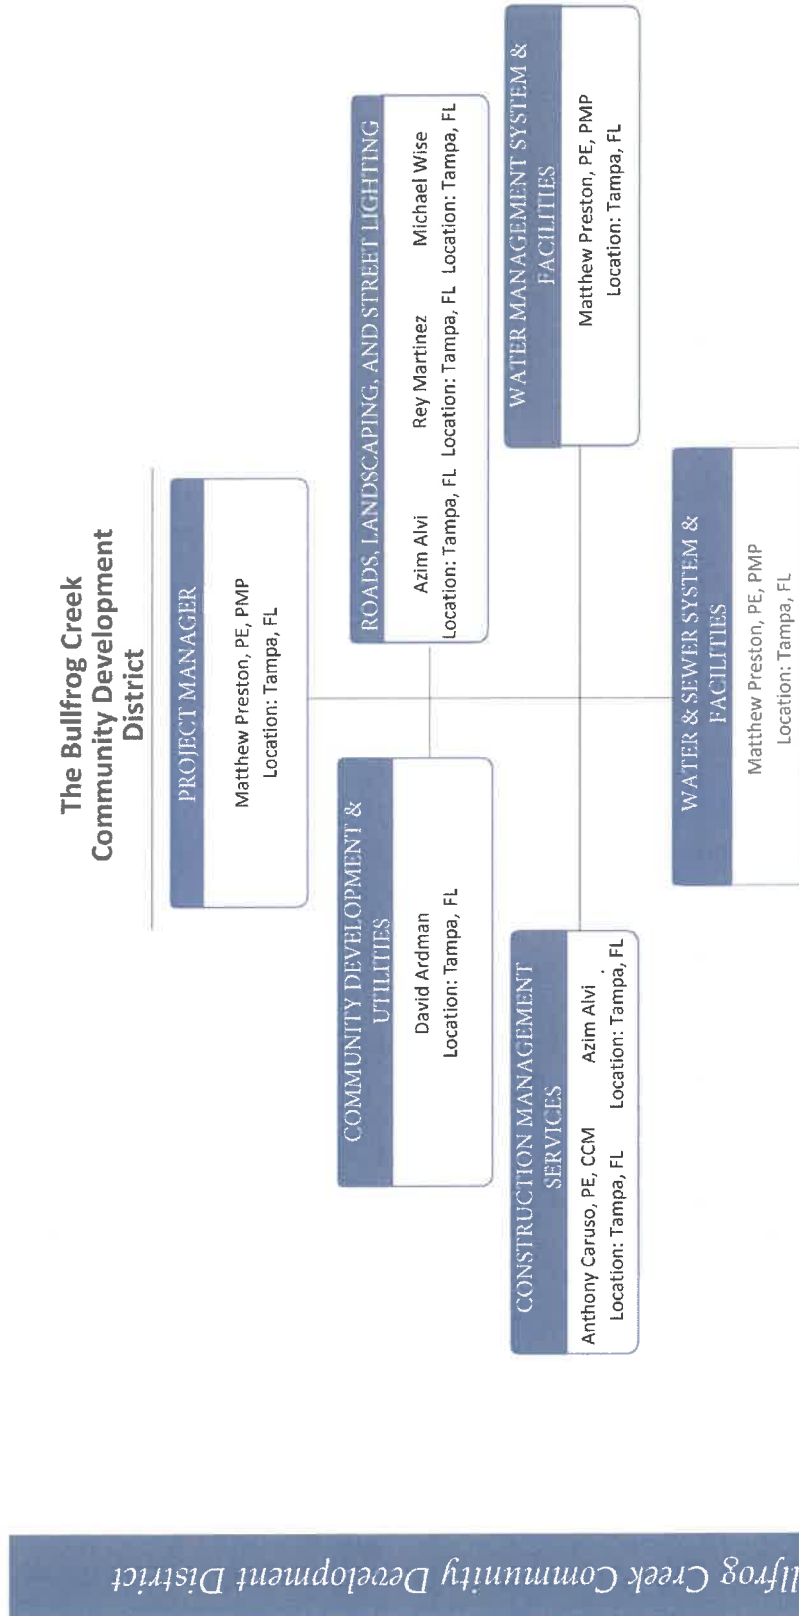 The Bullfrog Creek
Community Development
District
PROJECT MANAGER
Matthew Preston, PE, PMP
Location: Tampa, FL
COMMUNITY DEVELOPMENT &
UTILITIES
David Ardman
Location: Tampa, FL
ROADS, LANDSCAPING, AND STREET LIGHTING
Azim Alvi Rey Martinez Michael Wise
Location: Tampa, FL Location: Tampa, FL Location: Tampa, FL
CONSTRUCTION MANAGEMENT
SERVICES
Anthony Caruso, PE, CCM Azim Alvi
Location: Tampa, FL Location: Tampa, FL
WATER MANAGEMENT SYSTEM &
FACILITIES
Matthew Preston, PE, PMP
Location: Tampa, FL
WATER & SEWER SYSTEM &
FACILITIES
Matthew Preston, PE, PMP
Location: Tampa, FL
Creek Community Development District